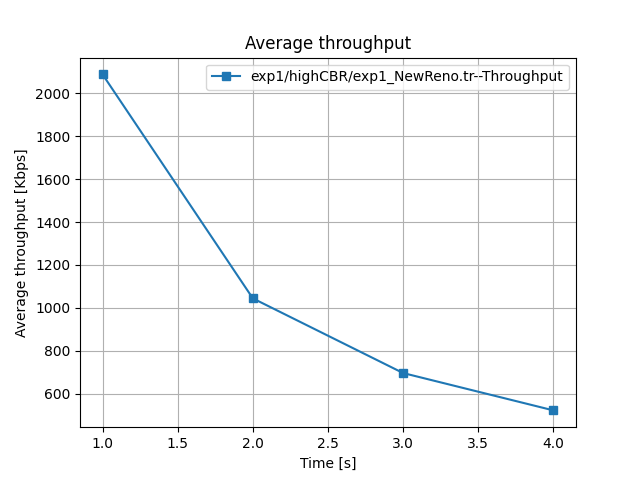 Average throughput
exp1/highCBR/exp1_NewReno.tr--Throughput
Average throughput [Kbps]
2000
1800
1600
1400
1200
1000
800
600
1.0 1.5 2.0 2.5 3.0 3.5 4.0
Time [s]